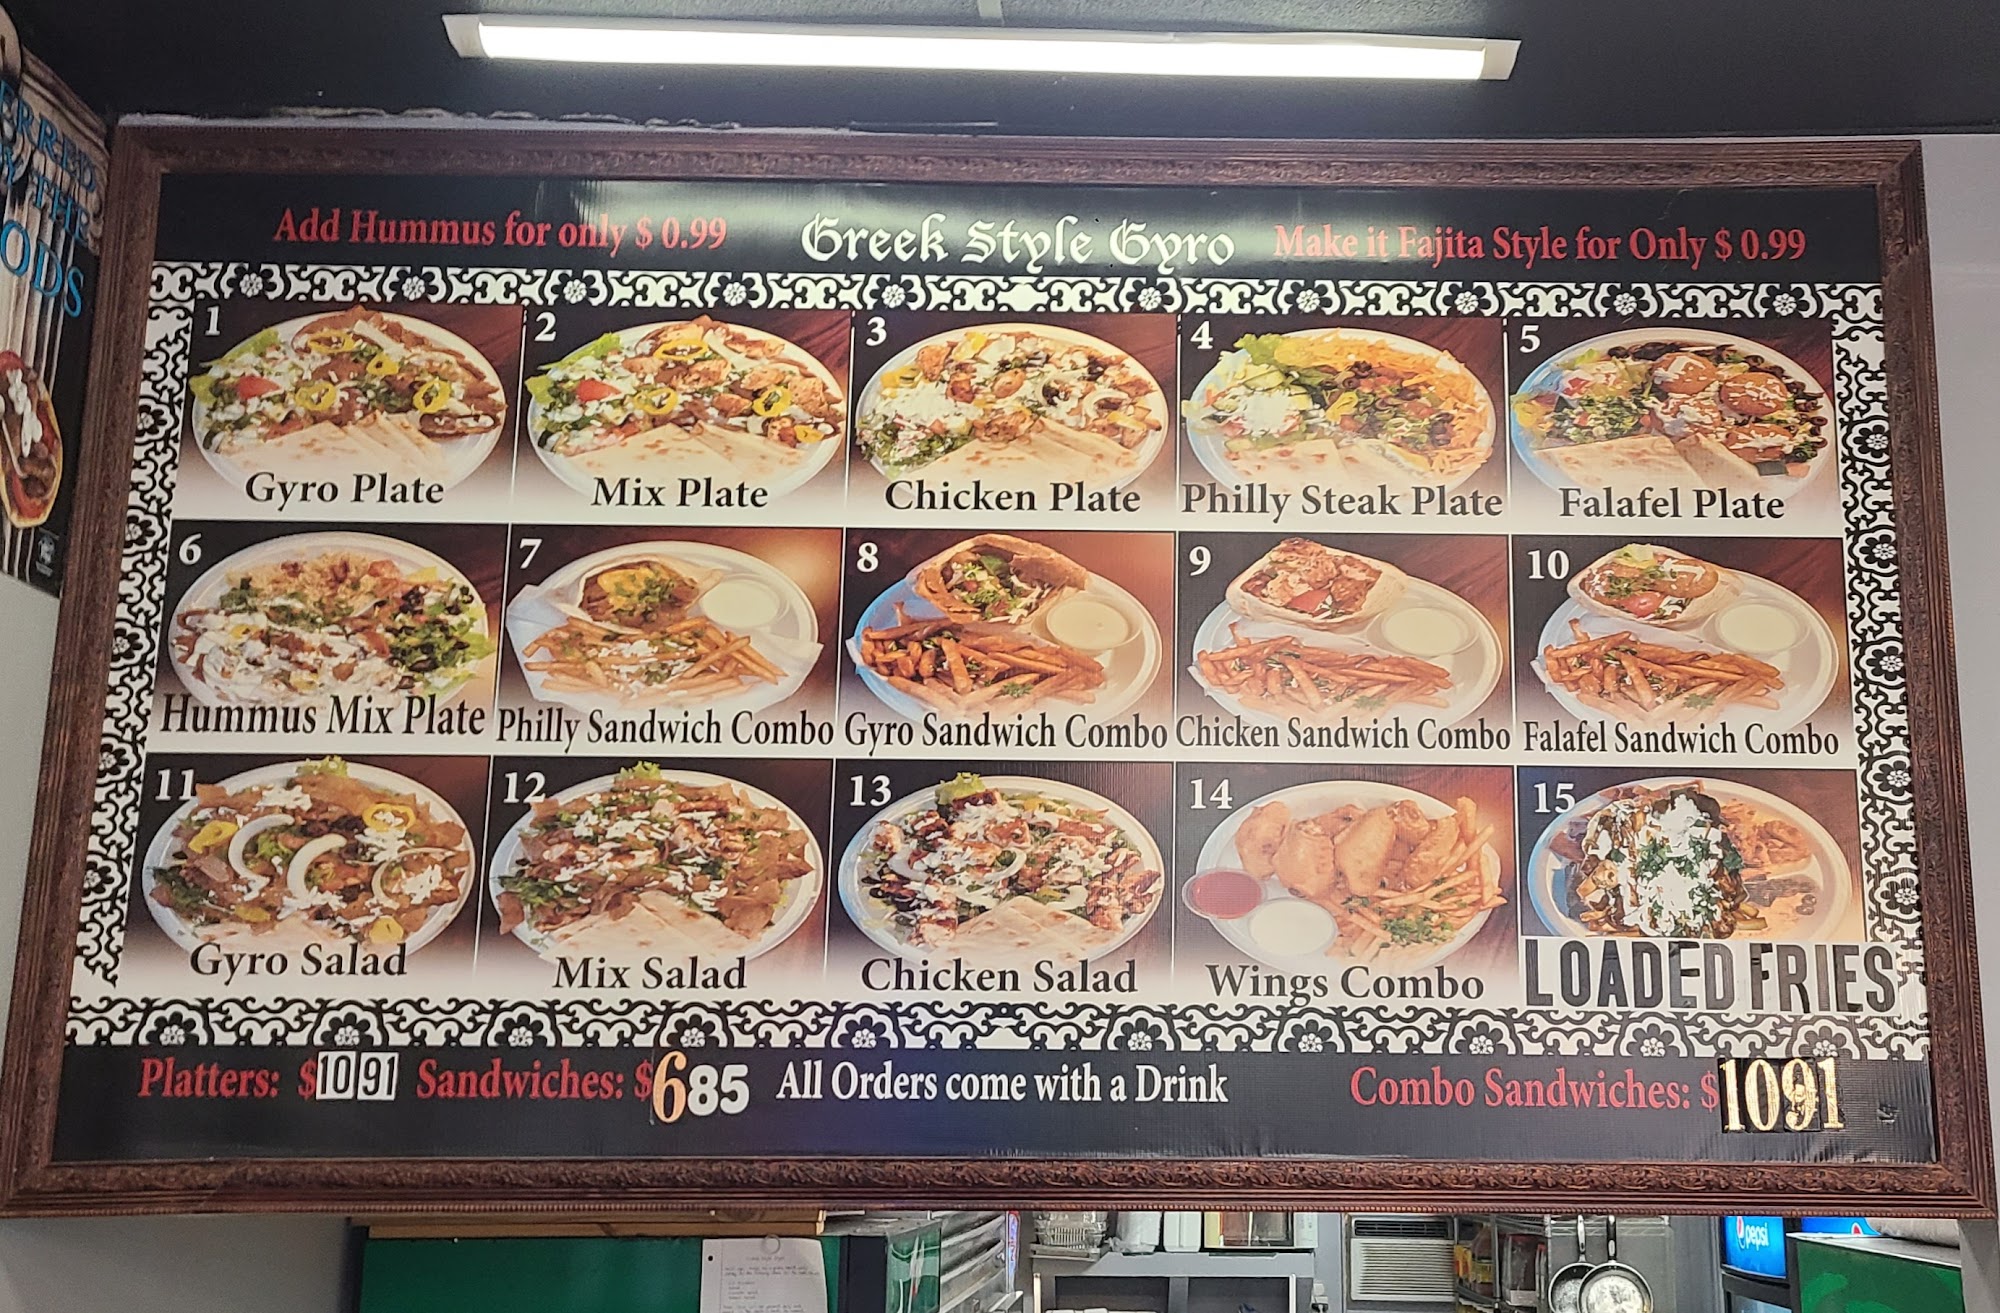 ERRED
Y THE
ODS
Add Hummus for only $ 0.99
Greek Style Gyro
Make it Fajita Style for Only $ 0.99
1
Gyro Plate
2
Mix Plate
3
Chicken Plate
4
Philly Steak Plate
5
Falafel Plate
6
Hummus Mix Plate
7
Philly Sandwich Combo
8
Gyro Sandwich Combo
9
Chicken Sandwich Combo
10
Falafel Sandwich Combo
11
Gyro Salad
12
Mix Salad
13
Chicken Salad
14
Wings Combo
15
LOADED FRIES
Platters: $1091 Sandwiches: $685 All Orders come with a Drink
Combo Sandwiches: $1091
pepsi